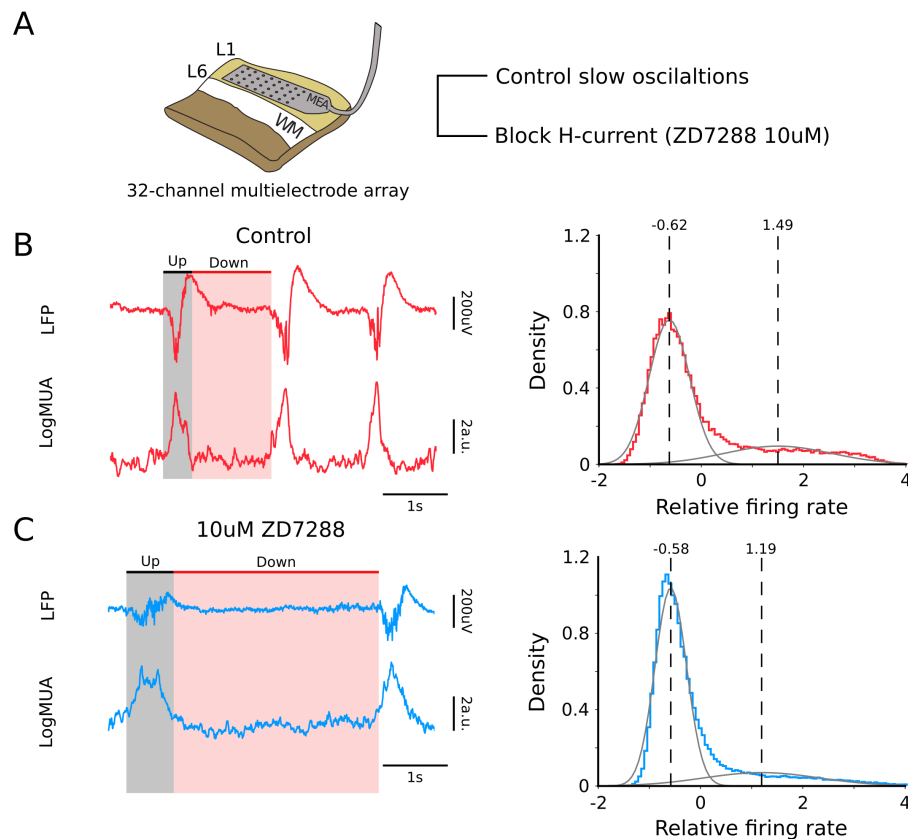 A
L1
L6
MEA
WM
32-channel multielectrode array
Control slow oscilaltions
Block H-current (ZD7288 10uM)
B
Control
Up
Down
LFP
200uV
LogMUA
2a.u.
1s
-0.62
1.49
1.2
0.8
0.4
0
Density
-2
0
2
4
Relative firing rate
C
10uM ZD7288
Up
Down
LFP
200uV
LogMUA
2a.u.
1s
-0.58
1.19
1.2
0.8
0.4
0
Density
-2
0
2
4
Relative firing rate